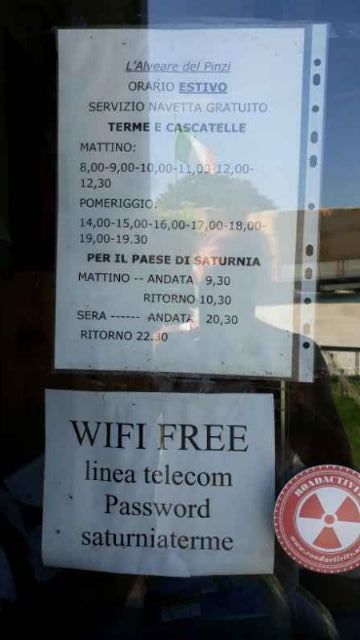 L'Alveare del Pinzi
ORARIO ESTIVO
SERVIZIO NAVETTA GRATUITO
TERME E CASCATELLE
MATTINO:
8,00-9,00-10,00-11,00-12,00-
12,30
POMERIGGIO:
14,00-15,00-16,00-17,00-18,00-
19,00-19.30
PER IL PAESE DI SATURNIA
MATTINO -- ANDATA 9,30
RITORNO 10,30
SERA ------ ANDATA 20,30
RITORNO 22.30
WIFI FREE
linea telecom
Password
saturniaterme
ROADACTIVITY